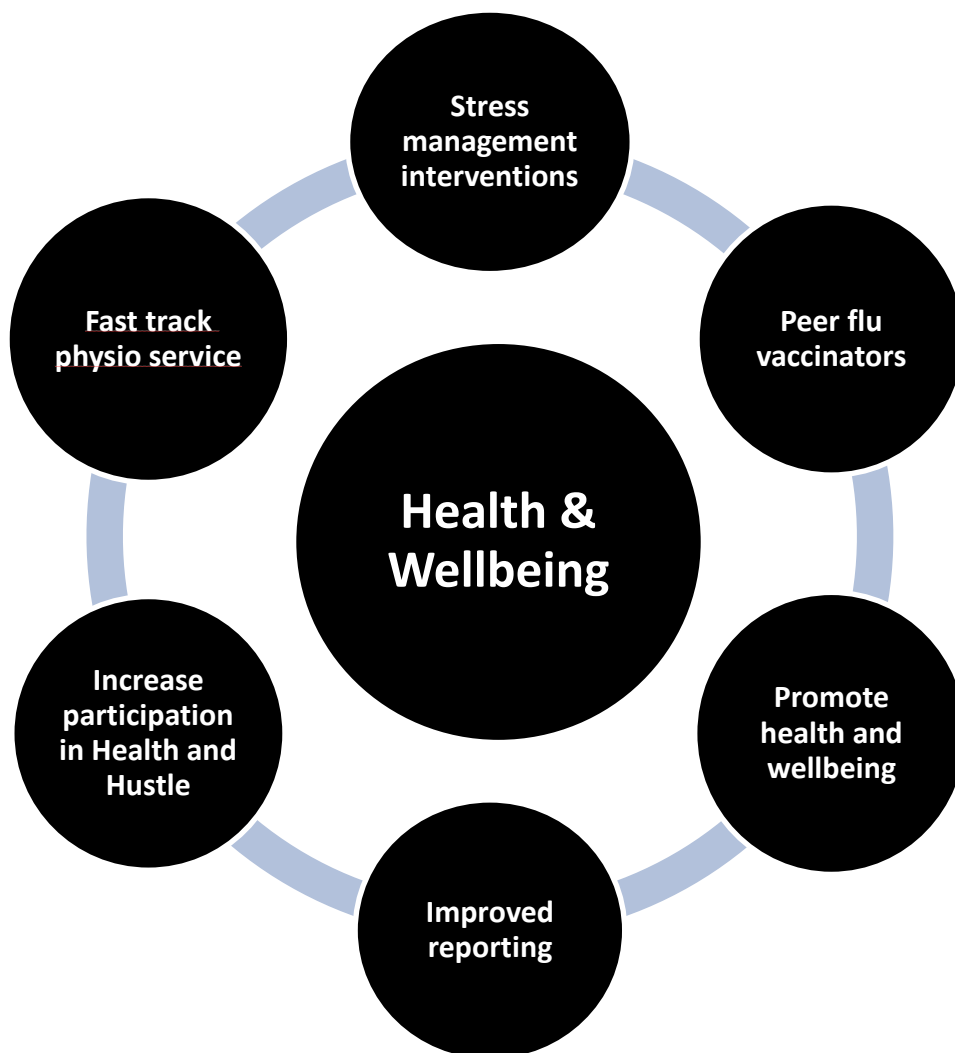 Stress
management
interventions
Peer flu
vaccinators
Promote
health and
wellbeing
Improved
reporting
Increase
participation
in Health and
Hustle
Fast track
physio service
Health &
Wellbeing